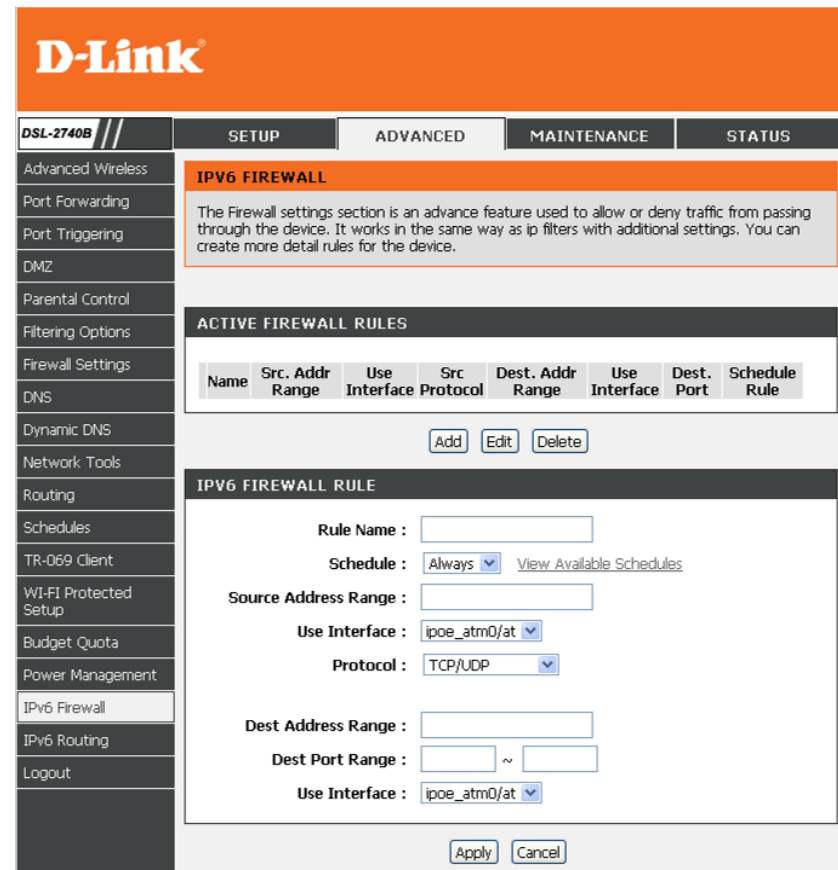 D-Link®
DSL-2740B
SETUP ADVANCED MAINTENANCE STATUS
Advanced Wireless
Port Forwarding
Port Triggering
DMZ
Parental Control
Filtering Options
Firewall Settings
DNS
Dynamic DNS
Network Tools
Routing
Schedules
TR-069 Client
WI-FI Protected
Setup
Budget Quota
Power Management
IPv6 Firewall
IPv6 Routing
Logout
IPV6 FIREWALL
The Firewall settings section is an advance feature used to allow or deny traffic from passing
through the device. It works in the same way as ip filters with additional settings. You can
create more detail rules for the device.
ACTIVE FIREWALL RULES
Name Src. Addr Range Use Interface Src Protocol Dest. Addr Range Use Interface Dest. Port Schedule Rule
Add Edit Delete
IPV6 FIREWALL RULE
Rule Name :
Schedule : Always View Available Schedules
Source Address Range :
Use Interface : ipoe_atm0/at
Protocol : TCP/UDP
Dest Address Range :
Dest Port Range : ~
Use Interface : ipoe_atm0/at
Apply Cancel